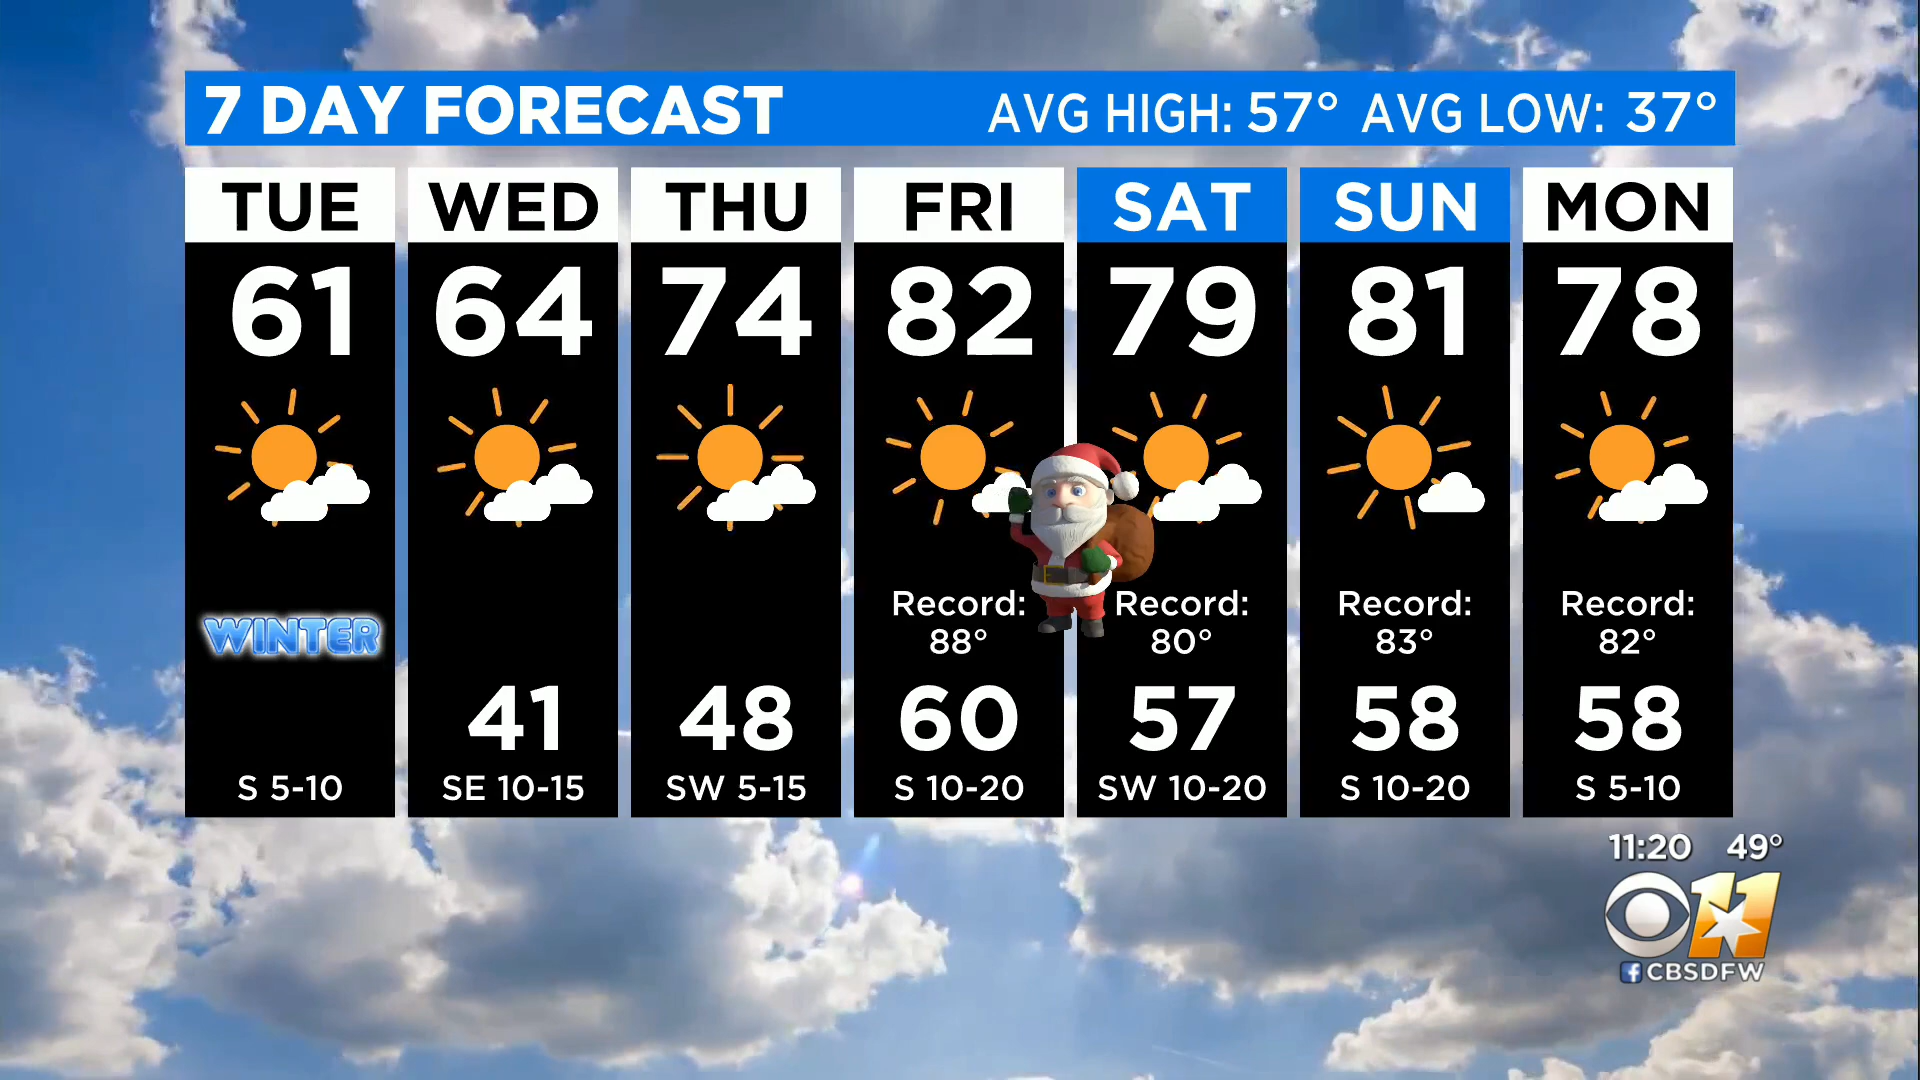 7 DAY FORECAST AVG HIGH: 57° AVG LOW: 37°
TUE WED THU FRI SAT SUN MON
61 64 74 82 79 81 78
Record: Record: Record: Record:
WINTER 88° 80° 83° 82°
41 48 60 57 58 58
S 5-10 SE 10-15 SW 5-15 S 10-20 SW 10-20 S 10-20 S 5-10
11:20 49°
11
f CBSDFW